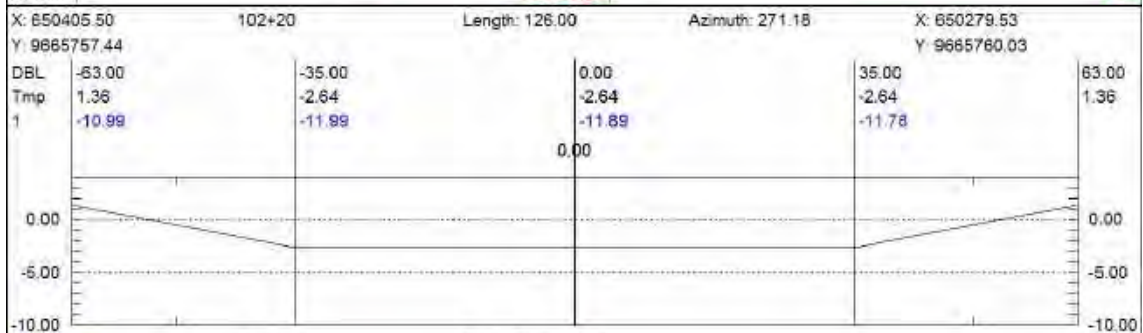 X: 650405.50 102+20 Length: 126.00 Azimuth: 271.18 X: 650279.53
Y: 9665757.44 Y: 9665760.03
DBL -63.00 -35.00 0.00 35.00 63.00
Tmp 1.36 -2.64 -2.64 -2.64 1.36
1 -10.99 -11.99 -11.89 -11.78
0.00
0.00 0.00
-5.00 -5.00
-10.00 -10.00